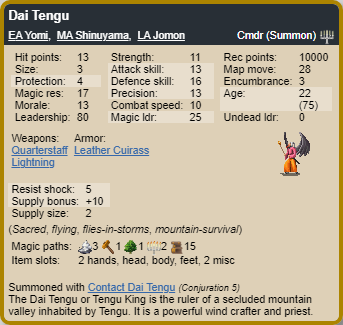 Dai Tengu
EA Yomi, MA Shinuyama, LA Jomon Cmdr (Summon)
Hit points: 13 Strength: 11 Rec points: 10000
Size: 3 Attack skill: 13 Map move: 28
Protection: 4 Defence skill: 16 Encumbrance: 3
Magic res: 17 Precision: 13 Age: 22
Morale: 13 Combat speed: 10 (75)
Leadership: 80 Magic ldr: 25 Undead ldr: 0
Weapons: Armor:
Quarterstaff Leather Cuirass
Lightning
Resist shock: 5
Supply bonus: +10
Supply size: 2
(Sacred, flying, flies-in-storms, mountain-survival)
Magic paths: 3 1 1 2 15
Item slots: 2 hands, head, body, feet, 2 misc
Summoned with Contact Dai Tengu (Conjuration 5)
The Dai Tengu or Tengu King is the ruler of a secluded mountain
valley inhabited by Tengu. It is a powerful wind crafter and priest.